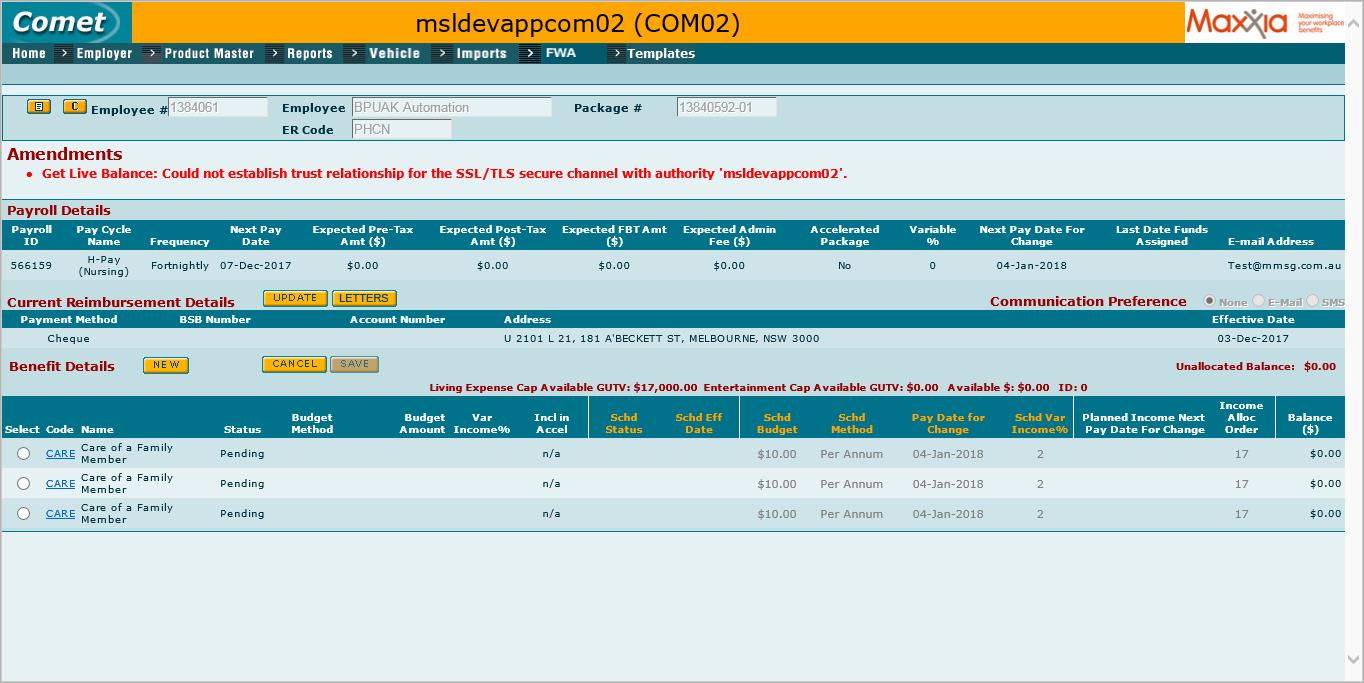 Comet
msldevappcom02 (COM02)
Maxxia Maximising your workplace benefits
Home > Employer > Product Master > Reports > Vehicle > Imports > FWA > Templates
C Employee # 1384061 Employee BPUAK Automation Package # 13840592-01
ER Code PHCN
Amendments
• Get Live Balance: Could not establish trust relationship for the SSL/TLS secure channel with authority 'msldevappcom02'.
Payroll Details
Payroll ID Pay Cycle Name Frequency Next Pay Date Expected Pre-Tax Amt ($) Expected Post-Tax Amt ($) Expected FBT Amt ($) Expected Admin Fee ($) Accelerated Package Variable % Next Pay Date For Change Last Date Funds Assigned E-mail Address
566159 H-Pay (Nursing) Fortnightly 07-Dec-2017 $0.00 $0.00 $0.00 $0.00 No 0 04-Jan-2018 Test@mmsg.com.au
Current Reimbursement Details UPDATE LETTERS Communication Preference None E-Mail SMS
Payment Method BSB Number Account Number Address Effective Date
Cheque U 2101 L 21, 181 A'BECKETT ST, MELBOURNE, NSW 3000 03-Dec-2017
Benefit Details NEW CANCEL SAVE Unallocated Balance: $0.00
Living Expense Cap Available GUTV: $17,000.00 Entertainment Cap Available GUTV: $0.00 Available $: $0.00 ID: 0
Select Code Name Status Budget Method Budget Amount Var Income% Incl in Accel Schd Status Schd Eff Date Schd Budget Schd Method Pay Date for Change Schd Var Income% Planned Income Next Pay Date For Change Income Alloc Order Balance ($)
CARE Care of a Family Member Pending n/a $10.00 Per Annum 04-Jan-2018 2 17 $0.00
CARE Care of a Family Member Pending n/a $10.00 Per Annum 04-Jan-2018 2 17 $0.00
CARE Care of a Family Member Pending n/a $10.00 Per Annum 04-Jan-2018 2 17 $0.00